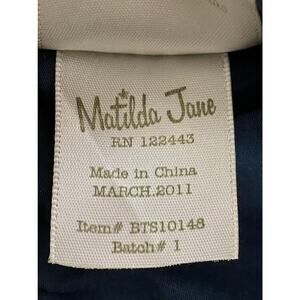 Matilda Jane
RN 122443
Made in China
MARCH.2011
Item# BTS10148
Batch# 1